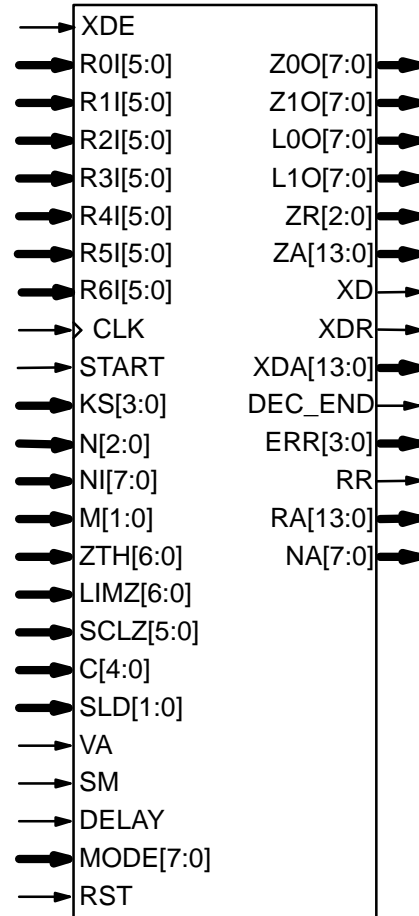 XDE
R0I[5:0] Z0O[7:0]
R1I[5:0] Z1O[7:0]
R2I[5:0] L0O[7:0]
R3I[5:0] L1O[7:0]
R4I[5:0] ZR[2:0]
R5I[5:0] ZA[13:0]
R6I[5:0] XD
CLK XDR
START XDA[13:0]
KS[3:0] DEC_END
N[2:0] ERR[3:0]
NI[7:0] RR
M[1:0] RA[13:0]
ZTH[6:0] NA[7:0]
LIMZ[6:0]
SCLZ[5:0]
C[4:0]
SLD[1:0]
VA
SM
DELAY
MODE[7:0]
RST